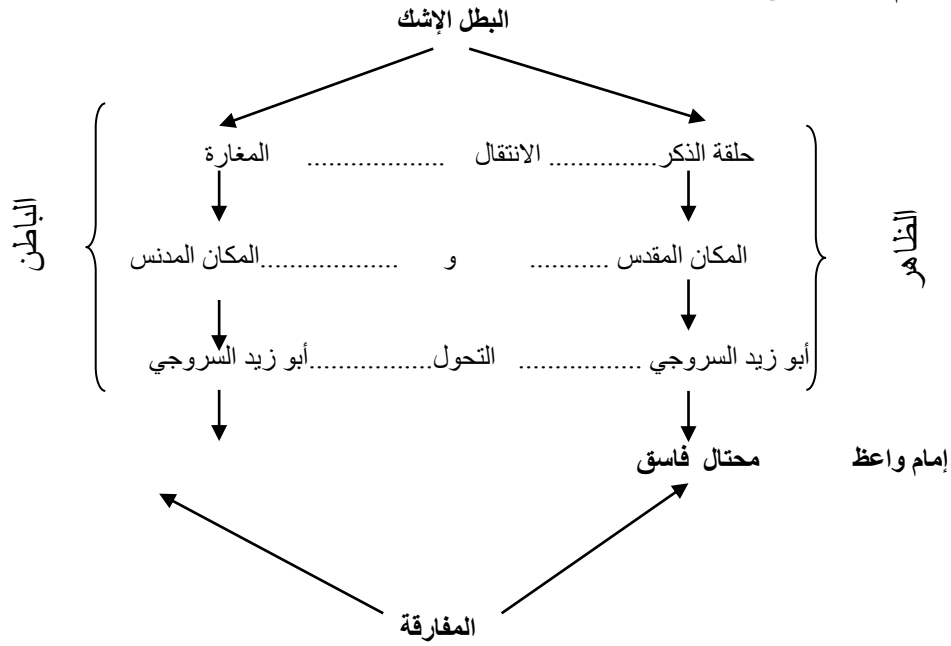 البطل الإشك
حلقة الذكر.............. الانتقال .................. المغارة
المكان المقدس ........... و ..................المكان المدنس
أبو زيد السروجي ................ التحول.................أبو زيد السروجي
إمام واعظ محتال فاسق
المفارقة
الظاهر
الباطن